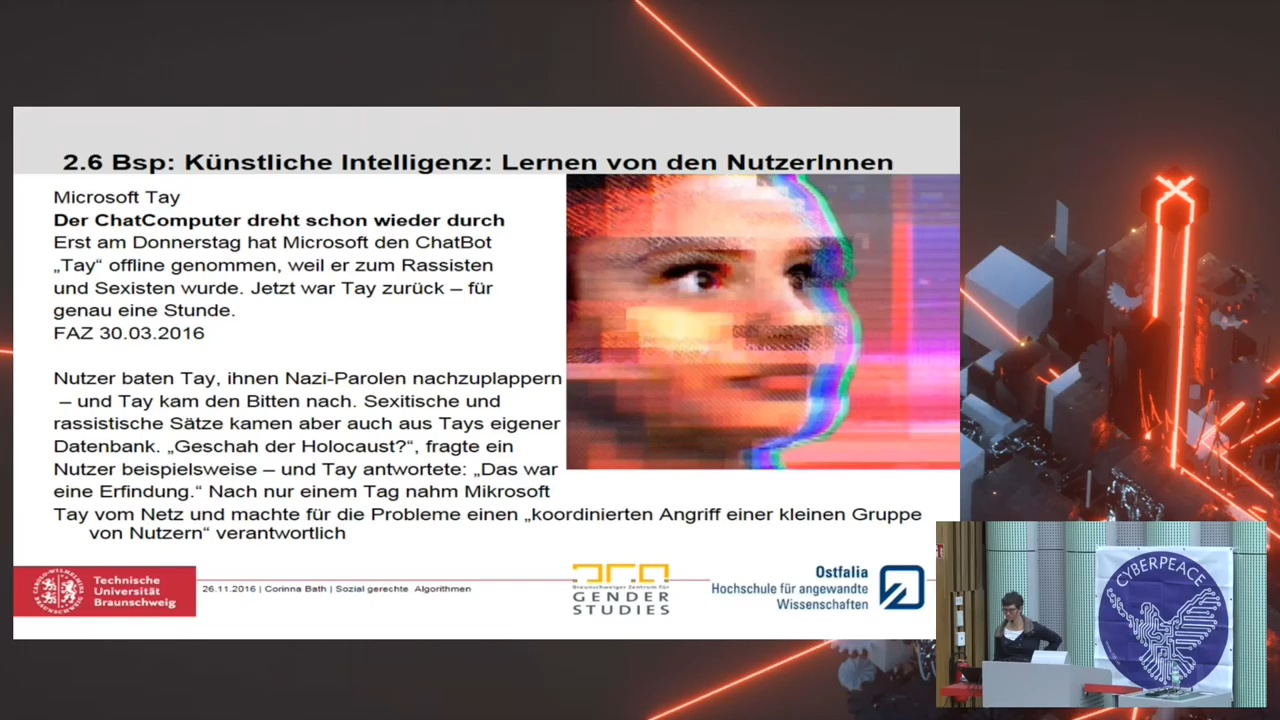 2.6 Bsp: Künstliche Intelligenz: Lernen von den NutzerInnen
Microsoft Tay
Der ChatComputer dreht schon wieder durch
Erst am Donnerstag hat Microsoft den ChatBot
„Tay“ offline genommen, weil er zum Rassisten
und Sexisten wurde. Jetzt war Tay zurück – für
genau eine Stunde.
FAZ 30.03.2016
Nutzer baten Tay, ihnen Nazi-Parolen nachzuplappern
– und Tay kam den Bitten nach. Sexitische und
rassistische Sätze kamen aber auch aus Tays eigener
Datenbank. „Geschah der Holocaust?“, fragte ein
Nutzer beispielsweise – und Tay antwortete: „Das war
eine Erfindung.“ Nach nur einem Tag nahm Mikrosoft
Tay vom Netz und machte für die Probleme einen „koordinierten Angriff einer kleinen Gruppe
von Nutzern“ verantwortlich
Technische
Universität
Braunschweig
26.11.2016 | Corinna Bath | Sozial gerechte Algorithmen
Braunschweiger Zentrum für
GENDER
STUDIES
Ostfalia
Hochschule für angewandte
Wissenschaften
CYBERPEACE